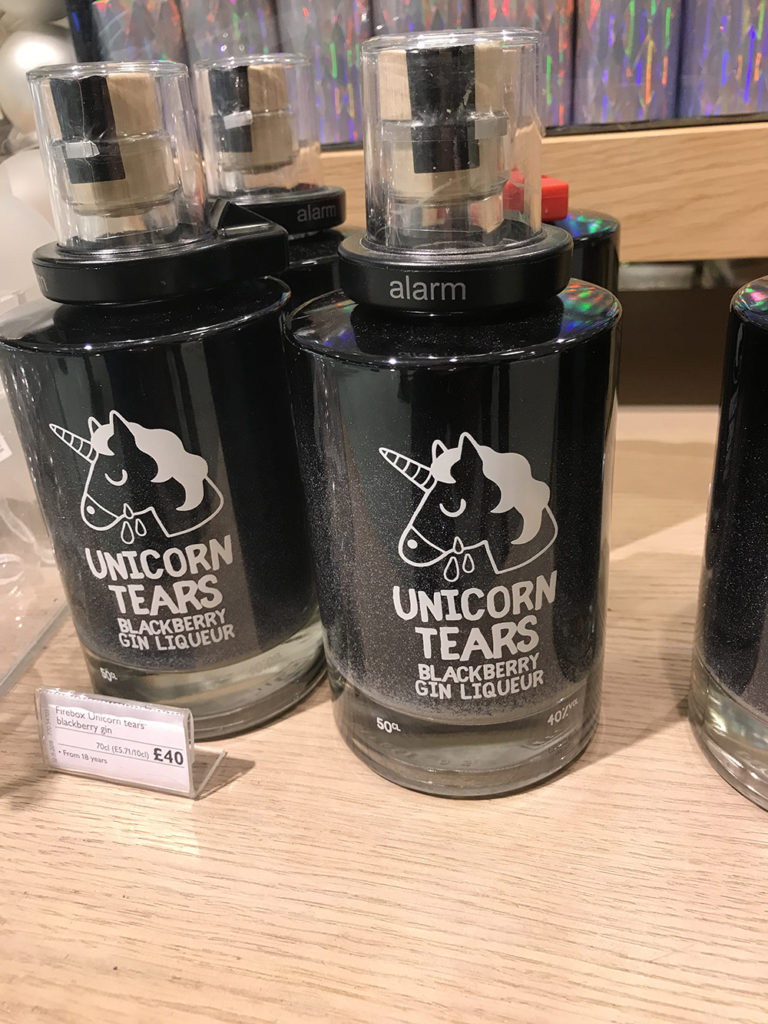 alarm
alarm
UNICORN
TEARS
BLACKBERRY
GIN LIQUEUR
50CL
UNICORN
TEARS
BLACKBERRY
GIN LIQUEUR
50CL 40%VOL
Firebox Unicorn tears
blackberry gin
70cl (£5.71/10cl) £40
• From 18 years